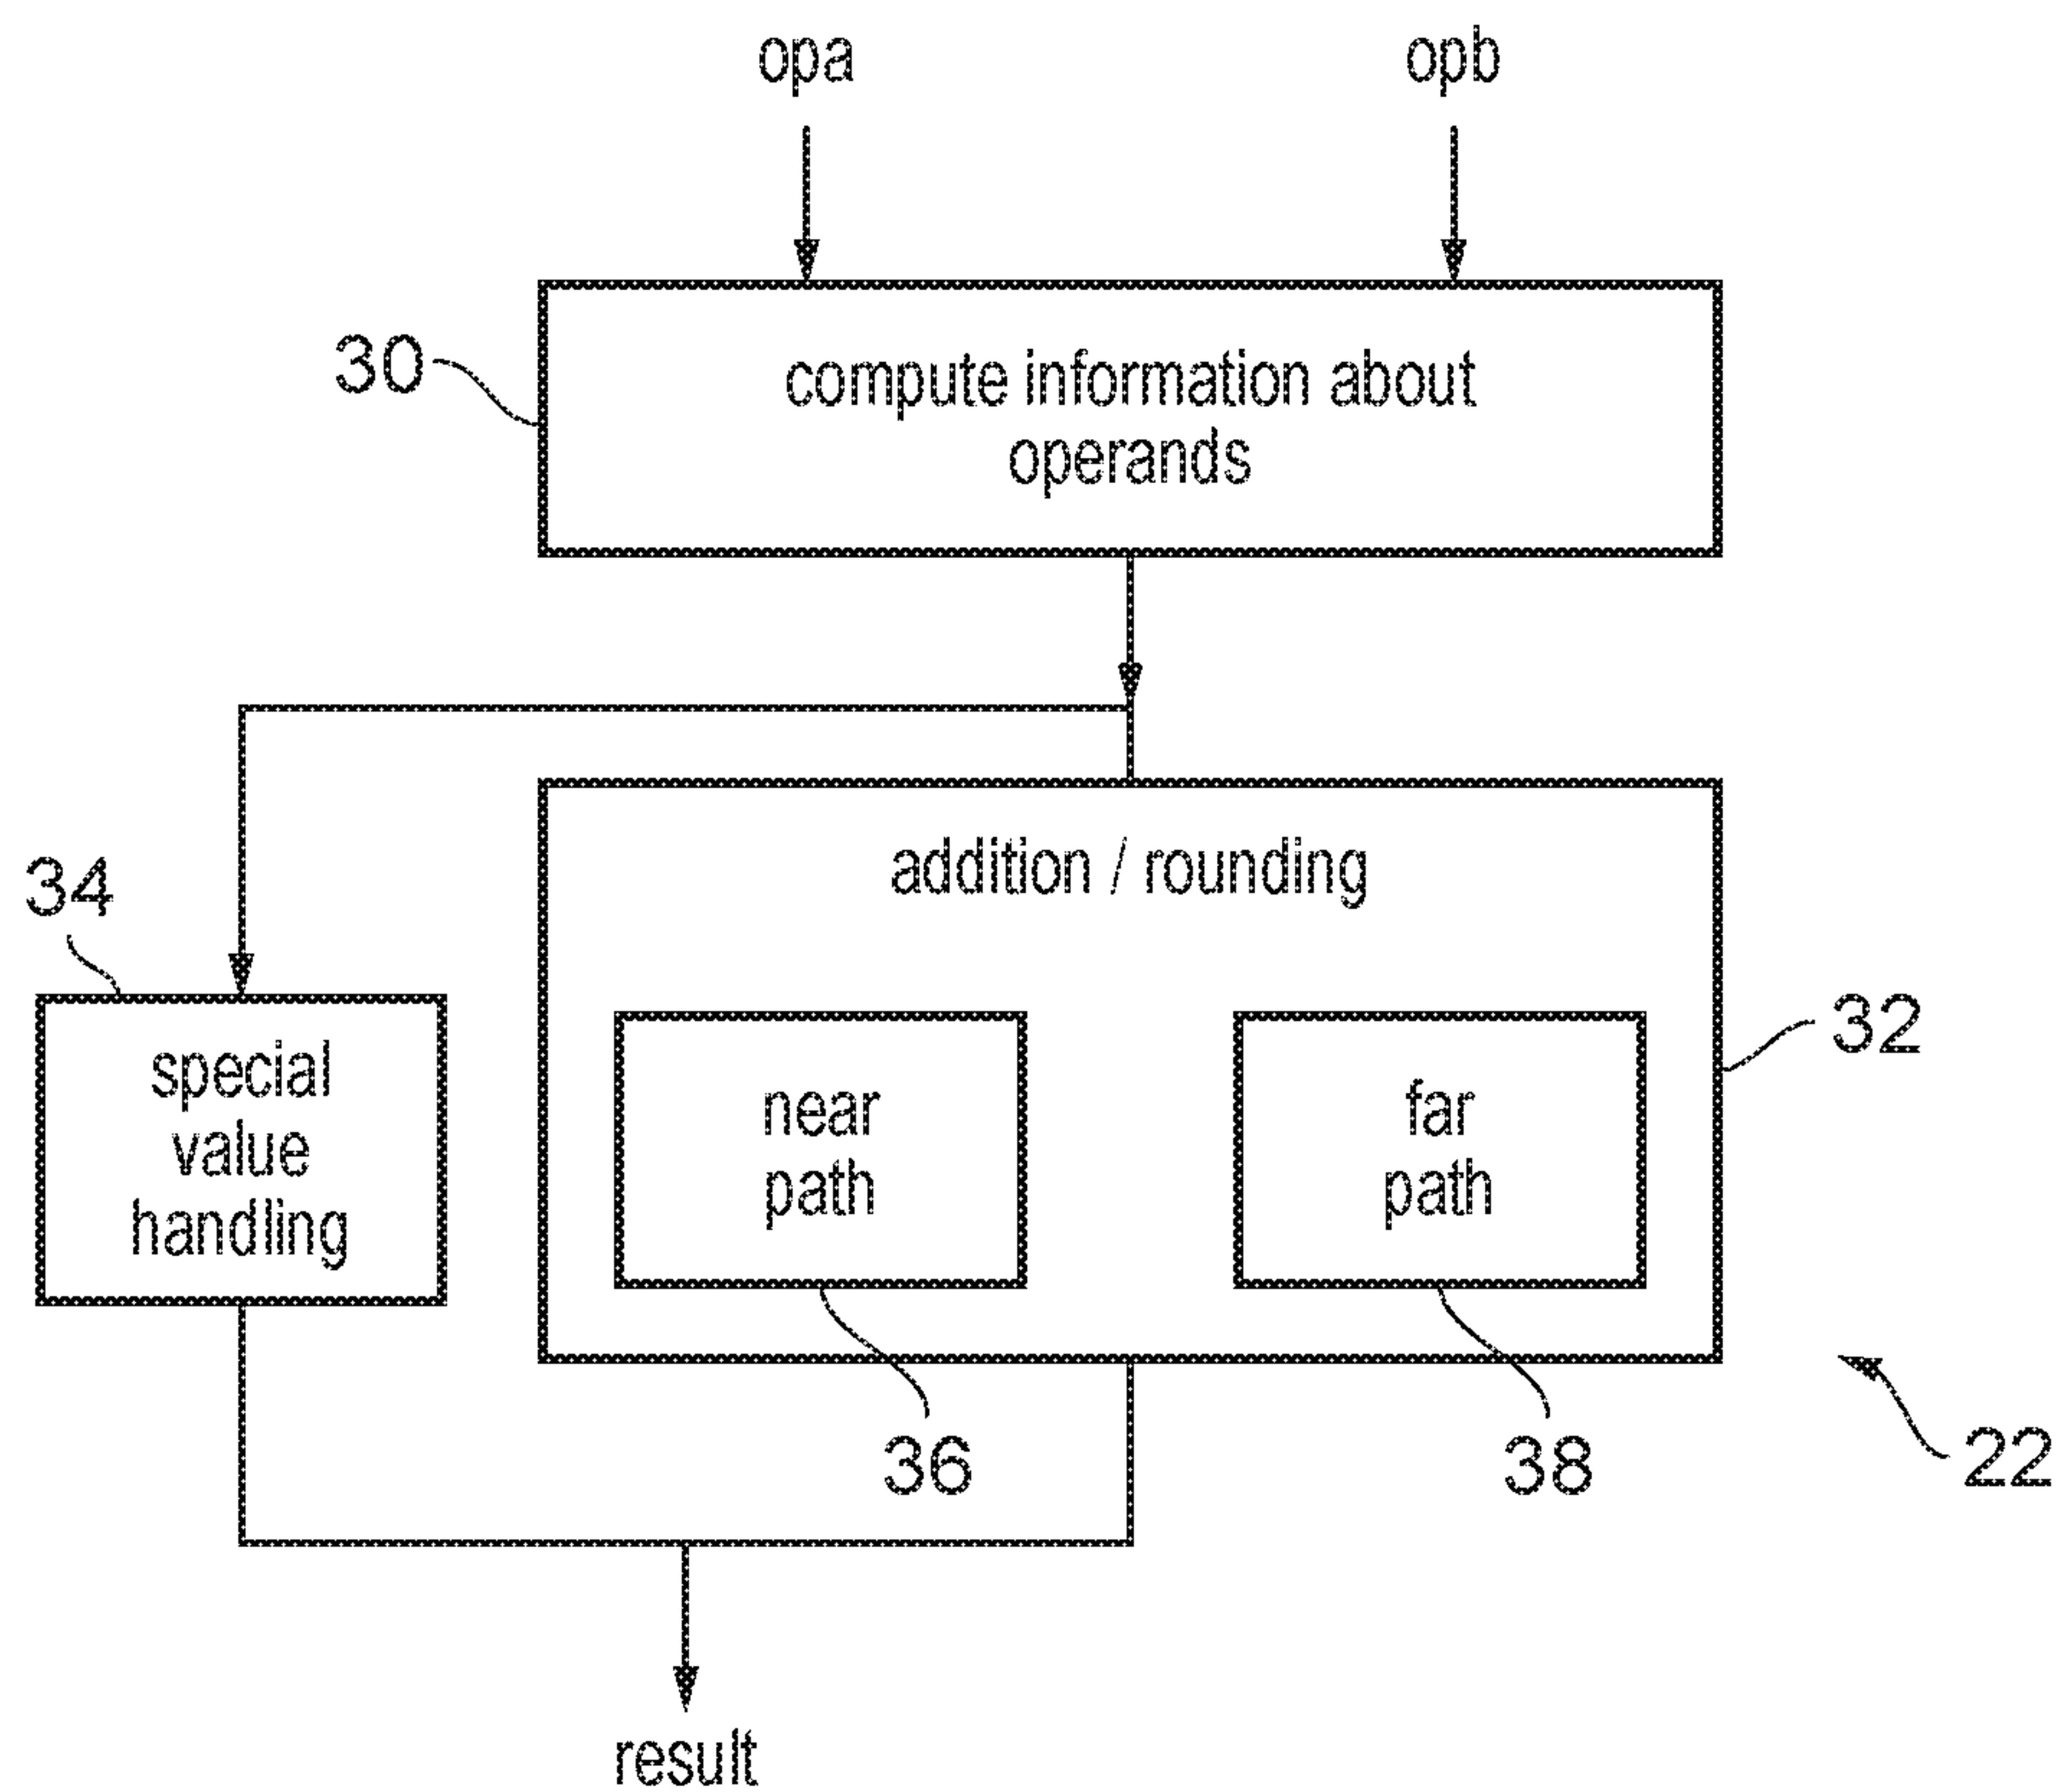 opa
opb
30
compute information about
operands
addition / rounding
34
32
special
value
handling
near
path
far
path
36
38
22
result